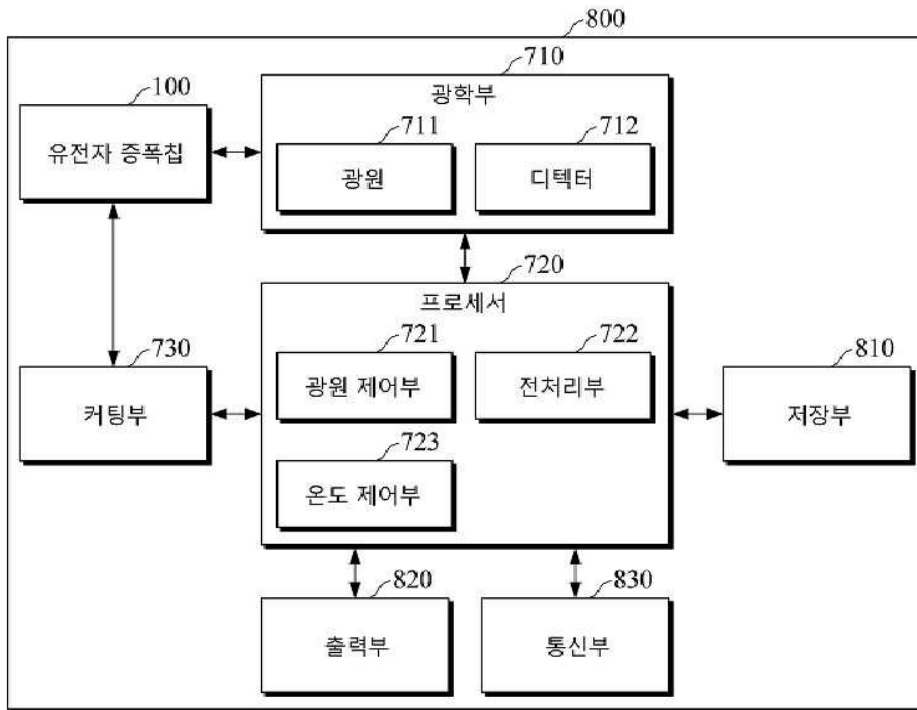 800
710
100
광학부
711
712
유전자 증폭칩
광원
디텍터
720
프로세서
730
721
722
810
커팅부
광원 제어부
전처리부
저장부
723
온도 제어부
820
830
출력부
통신부